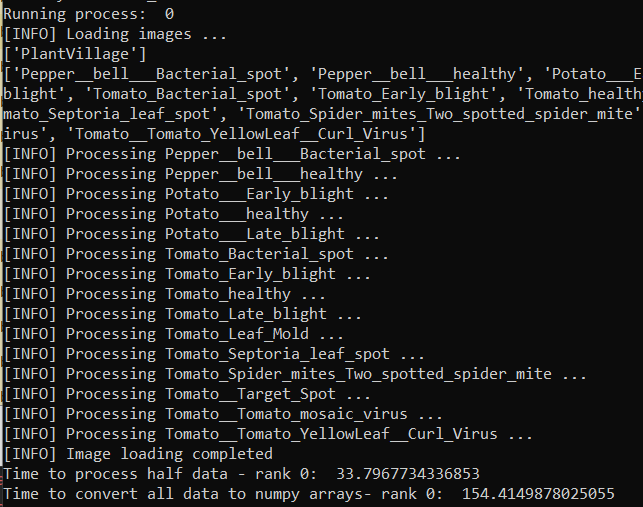 Running process:  0
[INFO] Loading images ...
['PlantVillage']
['Pepper__bell___Bacterial_spot', 'Pepper__bell___healthy', 'Potato___E
blight', 'Tomato_Bacterial_spot', 'Tomato_Early_blight', 'Tomato_health
mato_Septoria_leaf_spot', 'Tomato_Spider_mites_Two_spotted_spider_mite'
irus', 'Tomato__Tomato_YellowLeaf__Curl_Virus']
[INFO] Processing Pepper__bell___Bacterial_spot ...
[INFO] Processing Pepper__bell___healthy ...
[INFO] Processing Potato___Early_blight ...
[INFO] Processing Potato___healthy ...
[INFO] Processing Potato___Late_blight ...
[INFO] Processing Tomato_Bacterial_spot ...
[INFO] Processing Tomato_Early_blight ...
[INFO] Processing Tomato_healthy ...
[INFO] Processing Tomato_Late_blight ...
[INFO] Processing Tomato_Leaf_Mold ...
[INFO] Processing Tomato_Septoria_leaf_spot ...
[INFO] Processing Tomato_Spider_mites_Two_spotted_spider_mite ...
[INFO] Processing Tomato__Target_Spot ...
[INFO] Processing Tomato__Tomato_mosaic_virus ...
[INFO] Processing Tomato__Tomato_YellowLeaf__Curl_Virus ...
[INFO] Image loading completed
Time to process half data - rank 0:  33.7967734336853
Time to convert all data to numpy arrays- rank 0:  154.4149878025055